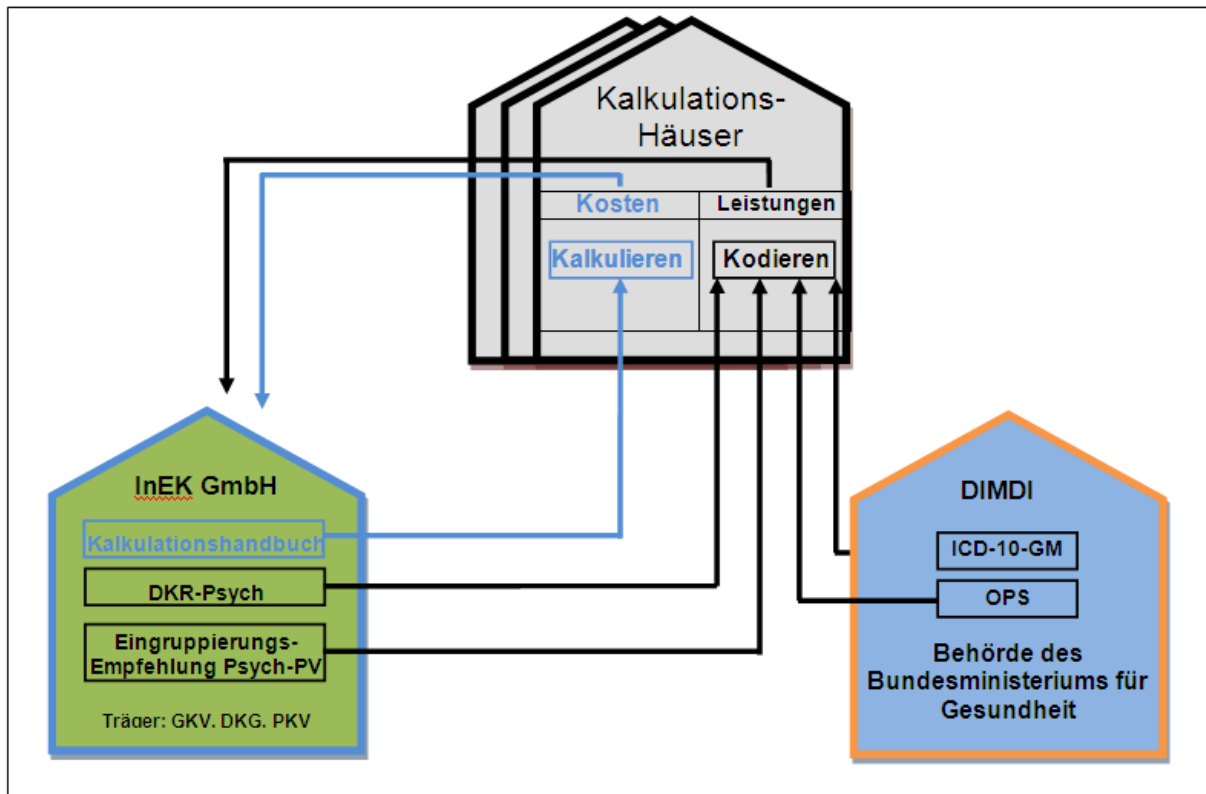 Kalkulations-
Häuser
Kosten
Leistungen
Kalkulieren
Kodieren
InEK GmbH
Kalkulationshandbuch
DKR-Psych
Eingruppierungs-
Empfehlung Psych-PV
Träger: GKV, DKG, PKV
DIMDI
ICD-10-GM
OPS
Behörde des
Bundesministeriums für
Gesundheit